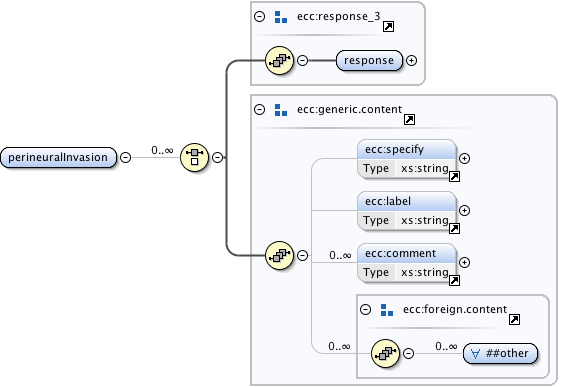 ecc:response_3
response
ecc:generic.content
perineuralInvasion
0..∞
ecc:specify
Type xs:string
ecc:label
Type xs:string
0..∞
ecc:comment
Type xs:string
ecc:foreign.content
0..∞
0..∞
∀ ##other